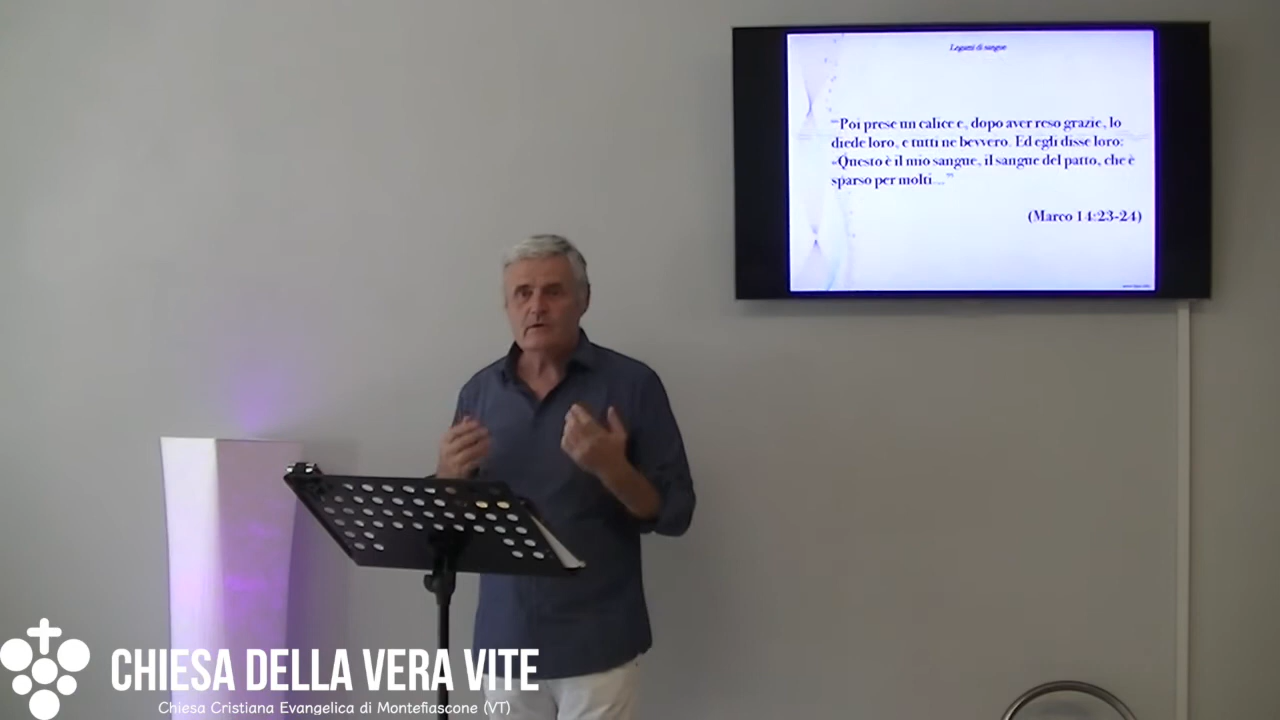 Legami di sangue
“Poi prese un calice e, dopo aver reso grazie, lo
diede loro, e tutti ne bevvero. Ed egli disse loro:
«Questo è il mio sangue, il sangue del patto, che è
sparso per molti…”
(Marco 14:23-24)
CHIESA DELLA VERA VITE
Chiesa Cristiana Evangelica di Montefiascone (VT)